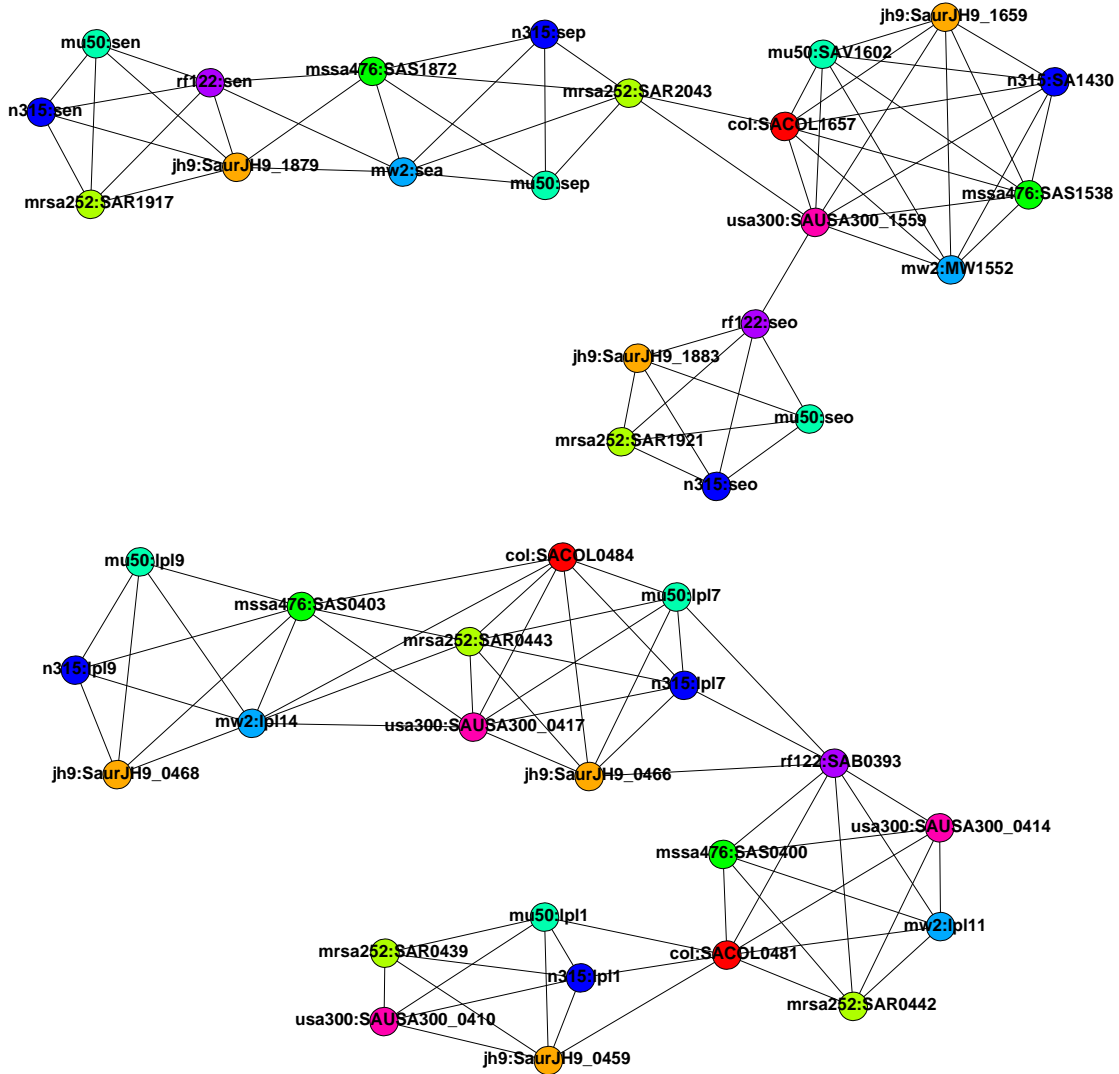 jh9:SaurJH9_1659
n315:sep
mu50:sen
mu50:SAV1602
mssa476:SAS1872
rf122:sen
n315:SA1430
mrsa252:SAR2043
n315:sen
col:SACOL1657
jh9:SaurJH9_1879
mw2:sea
mu50:sep
mssa476:SAS1538
mrsa252:SAR1917
usa300:SAUSA300_1559
mw2:MW1552
rf122:seo
jh9:SaurJH9_1883
mu50:seo
mrsa252:SAR1921
n315:seo
col:SACOL0484
mu50:lpl9
mu50:lpl7
mssa476:SAS0403
mrsa252:SAR0443
n315:lpl9
n315:lpl7
mw2:lpl14
usa300:SAUSA300_0417
rf122:SAB0393
jh9:SaurJH9_0468
jh9:SaurJH9_0466
usa300:SAUSA300_0414
mssa476:SAS0400
mu50:lpl1
mw2:lpl11
mrsa252:SAR0439
col:SACOL0481
n315:lpl1
mrsa252:SAR0442
usa300:SAUSA300_0410
jh9:SaurJH9_0459